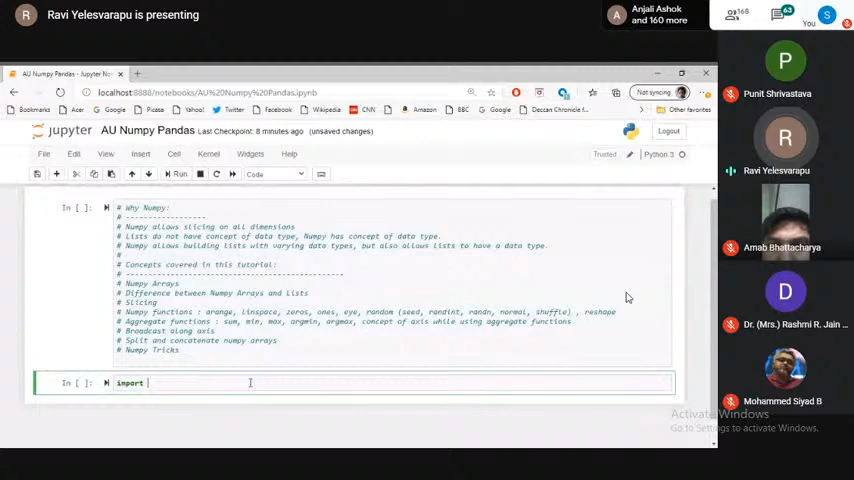 R Ravi Yelesvarapu is presenting
A Anjali Ashok and 160 more
168
63
S
You
AU Numpy Pandas - Jupyter No
localhost:8888/notebooks/AU%20Numpy%20Pandas.ipynb
Not syncing
Bookmarks Acer Google Picasa Yahoo Twitter Facebook Wikipedia CNN Amazon BBC Google Deccan Chronicle Other favorites
jupyter AU Numpy Pandas Last Checkpoint: 8 minutes ago (unsaved changes)
Logout
File Edit View Insert Cell Kernel Widgets Help
Trusted Python 3
Run Code
In [ ]:
# Why Numpy:
# ------------------
# Numpy allows slicing on all dimensions
# Lists do not have concept of data type, Numpy has concept of data type.
# Numpy allows building lists with varying data types, but also allows lists to have a data type.
#
# Concepts covered in this tutorial:
# -------------------------------------------------
# Numpy Arrays
# Difference between Numpy Arrays and Lists
# Slicing
# Numpy functions : arange, linspace, zeros, ones, eye, random (seed, randint, randn, normal, shuffle) , reshape
# Aggregate functions : sum, min, max, argmin, argmax, concept of axis while using aggregate functions
# Broadcast along axis
# Split and concatenate numpy arrays
# Numpy Tricks
In [ ]: import
P
Punit Shrivastava
R
Ravi Yelesvarapu
Arnab Bhattacharya
D
Dr. (Mrs.) Rashmi R. Jain ...
Mohammed Siyad B
Activate Windows
Go to Settings to activate Windows.